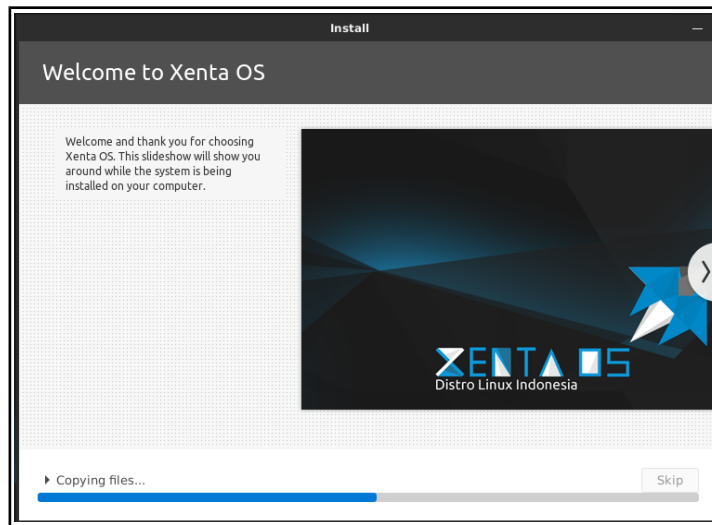 Install
Welcome to Xenta OS
Welcome and thank you for choosing
Xenta OS. This slideshow will show you
around while the system is being
installed on your computer.
XENTA OS
Distro Linux Indonesia
Copying files...
Skip